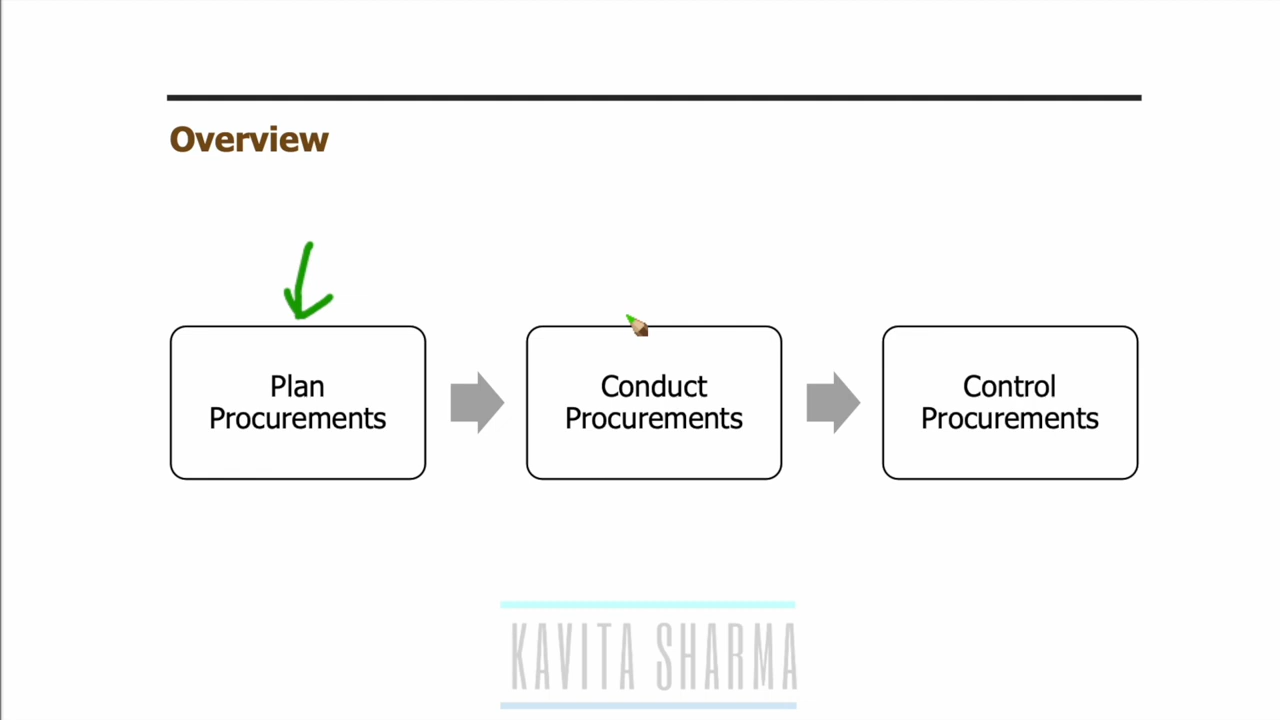 Overview
Plan
Procurements
Conduct
Procurements
Control
Procurements
KAVITA SHARMA